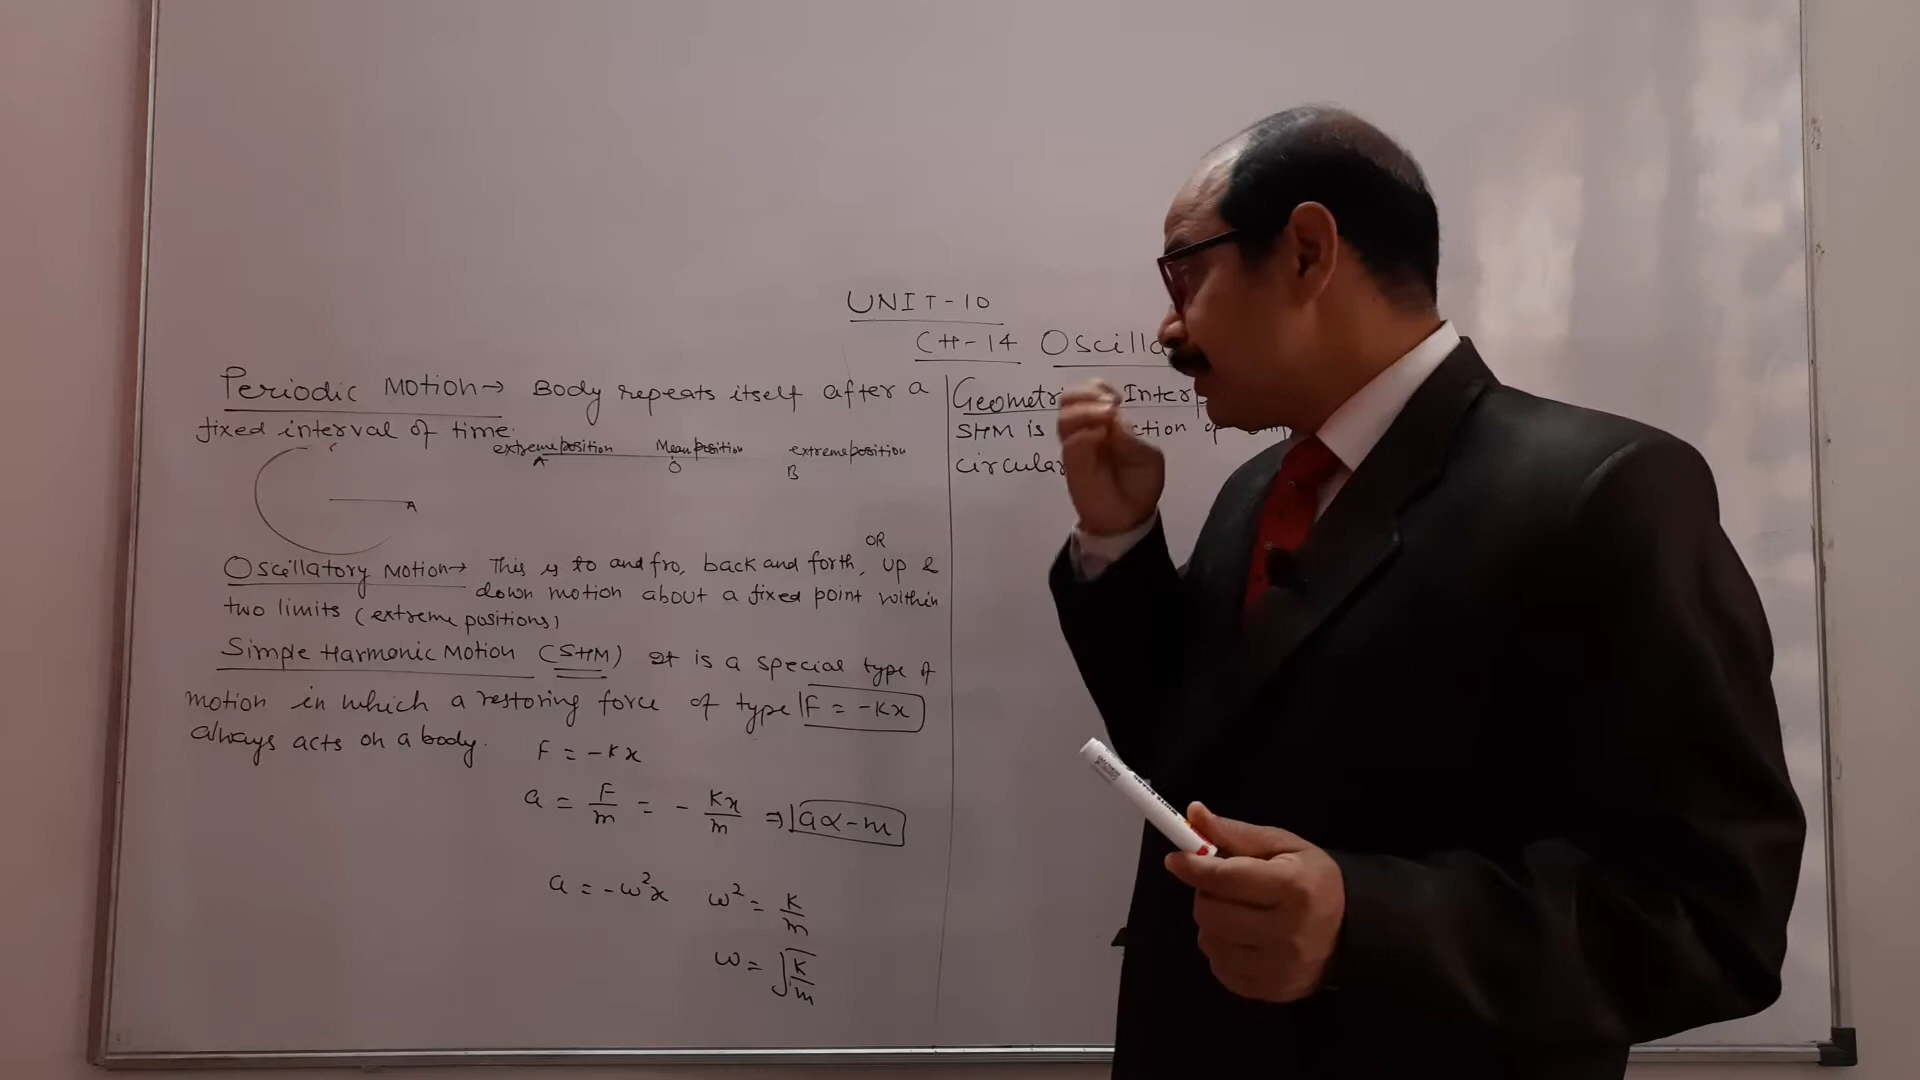 UNIT-10
CH-14 Oscilla
Periodic Motion → Body repeats itself after a
fixed interval of time.
extreme position Mean position extreme position
A O B
A
OR
Oscillatory Motion → This is to and fro, back and forth, up &
down motion about a fixed point within
two limits (extreme positions)
Simple Harmonic Motion (SHM) It is a special type of
motion in which a restoring force of type F = -Kx
always acts on a body.
F = -Kx
a = F/m = - Kx/m ⇒ a ∝ -m
a = -ω²x ω² = K/m
ω = √K/m
Geometri Interp
SHM is ction of
circular